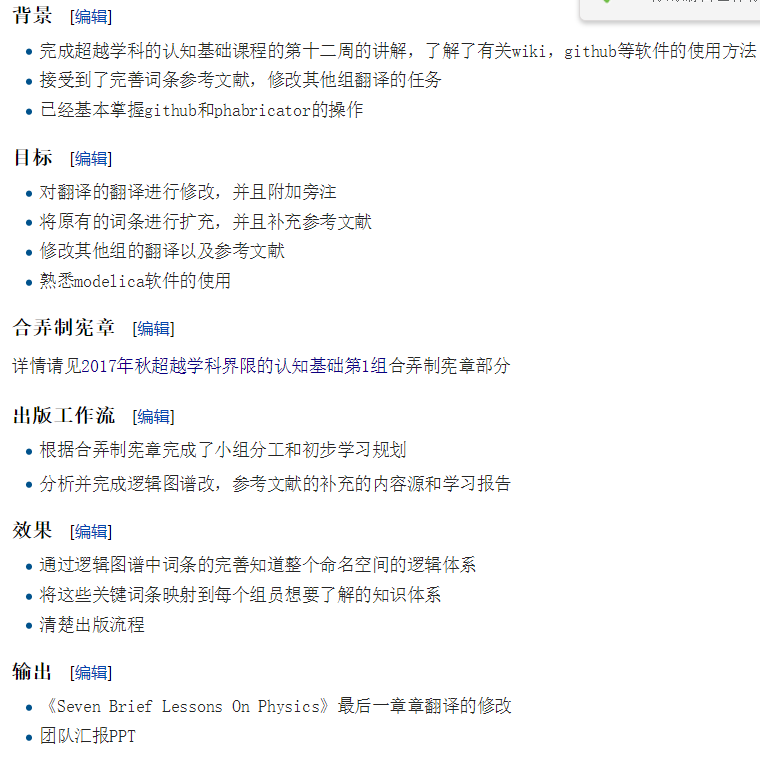 背景 [编辑]
完成超越学科的认知基础课程的第十二周的讲解，了解了有关wiki，github等软件的使用方法
接受到了完善词条参考文献，修改其他组翻译的任务
已经基本掌握github和phabricator的操作
目标 [编辑]
对翻译的翻译进行修改，并且附加旁注
将原有的词条进行扩充，并且补充参考文献
修改其他组的翻译以及参考文献
熟悉modelica软件的使用
合弄制宪章 [编辑]
详情请见2017年秋超越学科界限的认知基础第1组合弄制宪章部分
出版工作流 [编辑]
根据合弄制宪章完成了小组分工和初步学习规划
分析并完成逻辑图谱改，参考文献的补充的内容源和学习报告
效果 [编辑]
通过逻辑图谱中词条的完善知道整个命名空间的逻辑体系
将这些关键词条映射到每个组员想要了解的知识体系
清楚出版流程
输出 [编辑]
《Seven Brief Lessons On Physics》最后一章章翻译的修改
团队汇报PPT